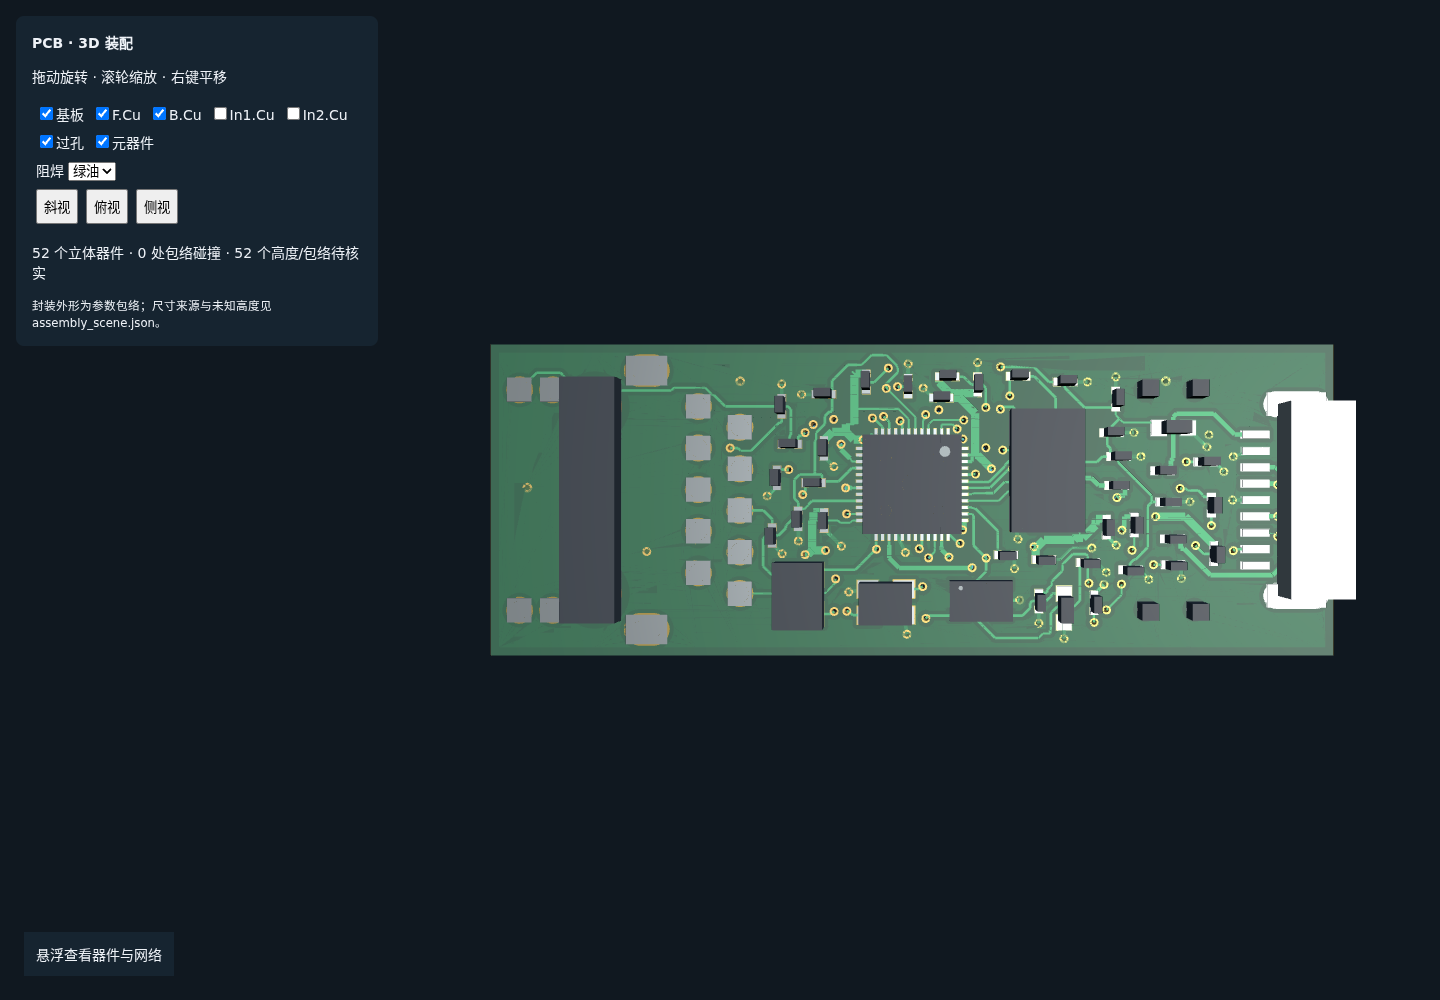 PCB · 3D 装配
拖动旋转 · 滚轮缩放 · 右键平移
基板 F.Cu B.Cu In1.Cu In2.Cu
过孔 元器件
阻焊 绿油
斜视 俯视 侧视
52 个立体器件 · 0 处包络碰撞 · 52 个高度/包络待核
实
封装外形为参数包络；尺寸来源与未知高度见
assembly_scene.json。
悬浮查看器件与网络